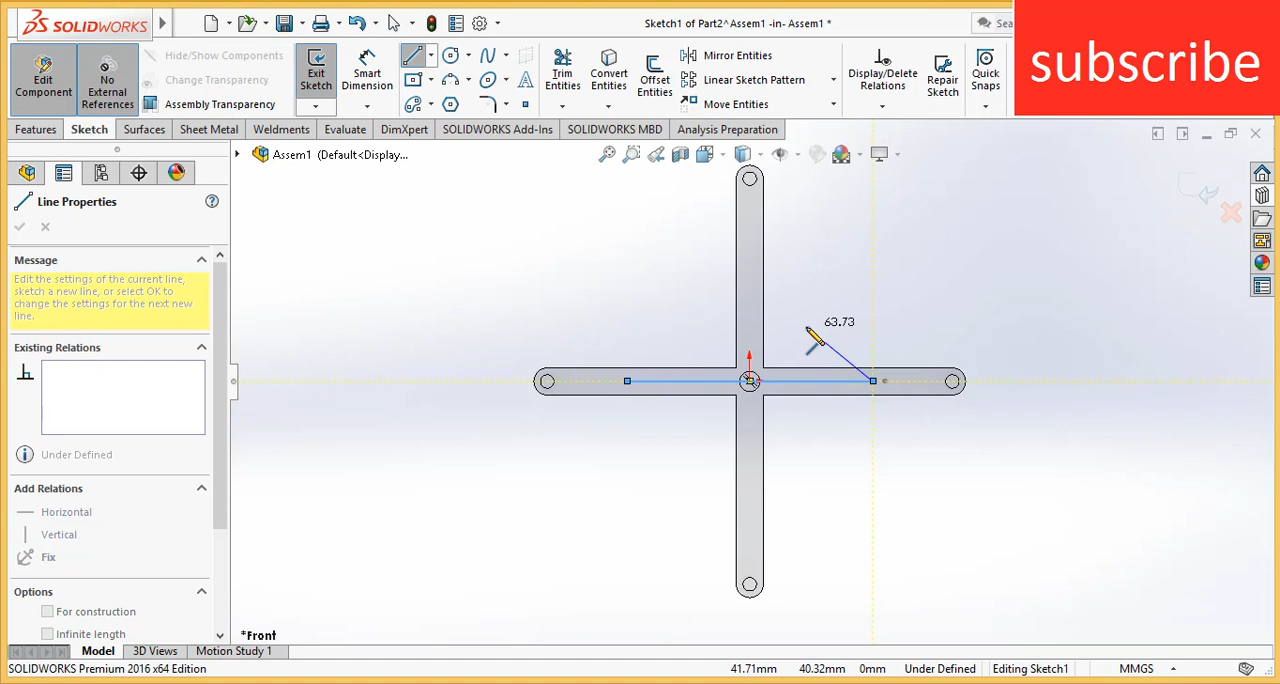 SOLIDWORKS
Sketch1 of Part2^Assem1 -in- Assem1 *
Sea
subscribe
Edit Component
No External References
Hide/Show Components
Change Transparency
Assembly Transparency
Exit Sketch
Smart Dimension
Trim Entities
Convert Entities
Offset Entities
Mirror Entities
Linear Sketch Pattern
Move Entities
Display/Delete Relations
Repair Sketch
Quick Snaps
Features
Sketch
Surfaces
Sheet Metal
Weldments
Evaluate
DimXpert
SOLIDWORKS Add-Ins
SOLIDWORKS MBD
Analysis Preparation
Assem1 (Default<Display...
Line Properties
Message
Edit the settings of the current line,
sketch a new line, or select OK to
change the settings for the next new
line.
Existing Relations
Under Defined
Add Relations
Horizontal
Vertical
Fix
Options
For construction
Infinite length
63.73
*Front
Model
3D Views
Motion Study 1
SOLIDWORKS Premium 2016 x64 Edition
41.71mm
40.32mm
0mm
Under Defined
Editing Sketch1
MMGS